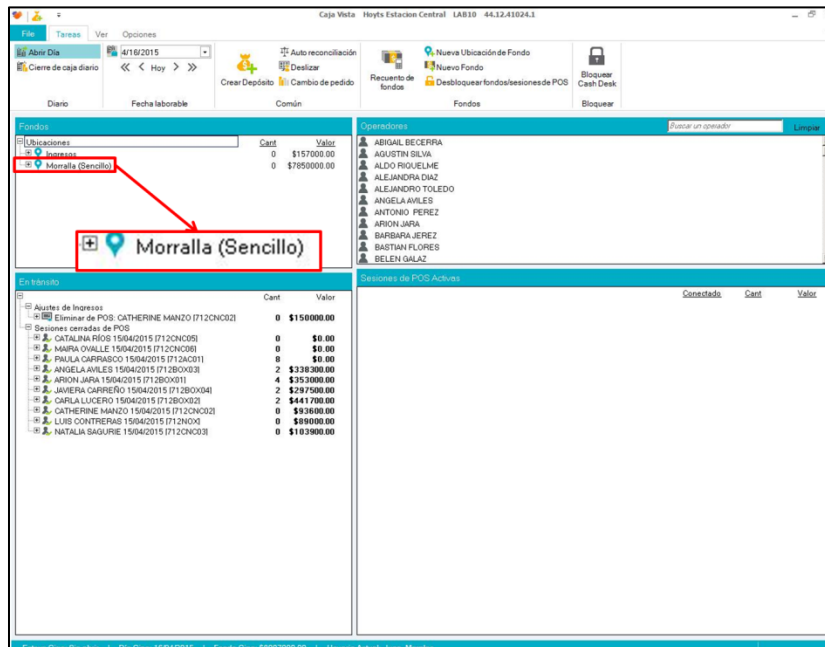 Caja Vista Hoyts Estacion Central LAB10 44.12.41024.1
File Tareas Ver Opciones
Abrir Día
Cierre de caja diario
Diario
4/16/2015
Hoy
Fecha laborable
Crear Depósito
Auto reconciliación
Deslizar
Cambio de pedido
Común
Recuento de fondos
Nueva Ubicación de Fondo
Nuevo Fondo
Desbloquear fondos/sesiones de POS
Fondos
Bloquear Cash Desk
Bloquear
Fondos
Ubicaciones Cant Valor
Ingresos 0 $157000.00
Morralla (Sencillo) 0 $7850000.00
Morralla (Sencillo)
Operadores Buscar un operador Limpiar
ABIGAIL BECERRA
AGUSTIN SILVA
ALDO RIQUELME
ALEJANDRA DIAZ
ALEJANDRO TOLEDO
ANGELA AVILES
ANTONIO PEREZ
ARION JARA
BARBARA JEREZ
BASTIAN FLORES
BELEN GALAZ
En tránsito
Cant Valor
Ajustes de Ingresos
Eliminar de POS: CATHERINE MANZO [712CNC02] 0 $150000.00
Sesiones cerradas de POS
CATALINA RÍOS 15/04/2015 [712CNC05] 0 $0.00
MAIRA OVALLE 15/04/2015 [712CNC06] 0 $0.00
PAULA CARRASCO 15/04/2015 [712AC01] 8 $0.00
ANGELA AVILES 15/04/2015 [712BOX03] 2 $338300.00
ARION JARA 15/04/2015 [712BOX01] 4 $353000.00
JAVIERA CARREÑO 15/04/2015 [712BOX04] 2 $297500.00
CARLA LUCERO 15/04/2015 [712BOX02] 2 $441700.00
CATHERINE MANZO 15/04/2015 [712CNC02] 0 $93600.00
LUIS CONTRERAS 15/04/2015 [712NOX] 0 $89000.00
NATALIA SAGURIE 15/04/2015 [712CNC03] 0 $103900.00
Sesiones de POS Activas
Conectado Cant Valor